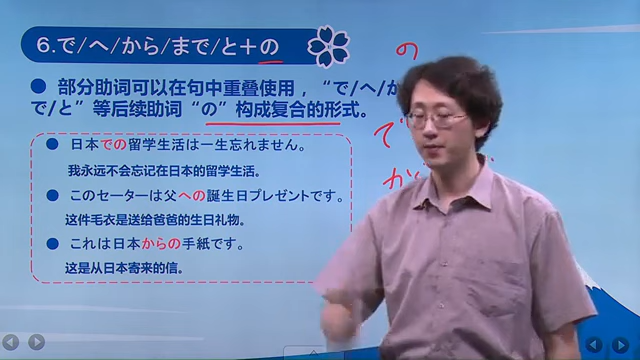 6.で/へ/から/まで/と+の
● 部分助词可以在句中重叠使用，“で/へ/か
で/と”等后续助词“の”构成复合的形式。
● 日本での留学生活は一生忘れません。
我永远不会忘记在日本的留学生活。
● このセーターは父への誕生日プレゼントです。
这件毛衣是送给爸爸的生日礼物。
● これは日本からの手紙です。
这是从日本寄来的信。
の
で
が